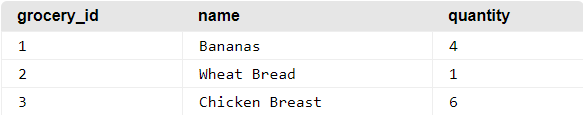 grocery_id name quantity
1 Bananas 4
2 Wheat Bread 1
3 Chicken Breast 6